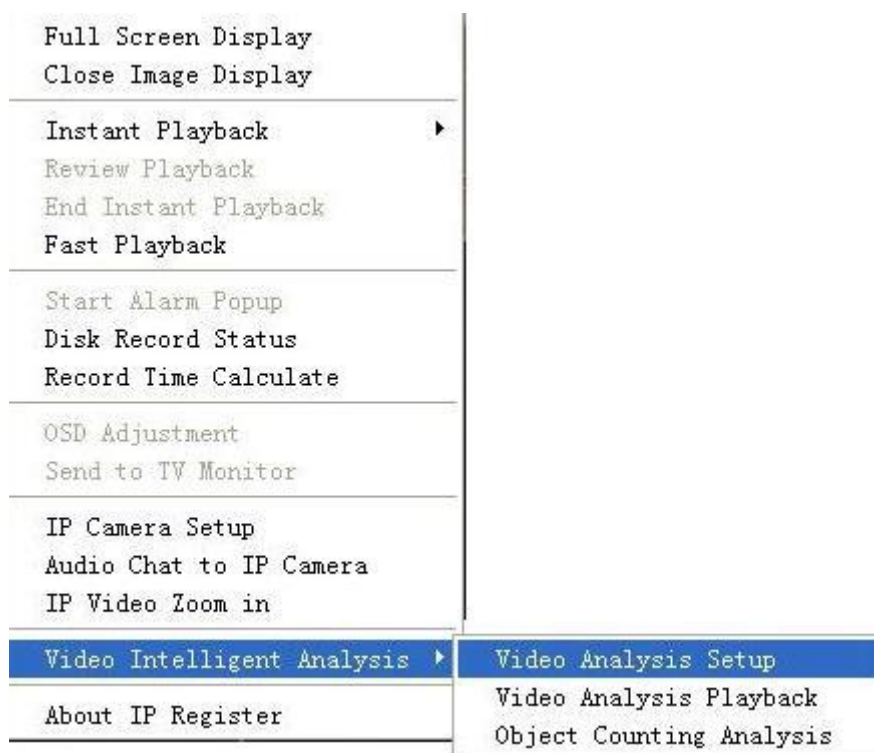 Full Screen Display
Close Image Display
Instant Playback
Review Playback
End Instant Playback
Fast Playback
Start Alarm Popup
Disk Record Status
Record Time Calculate
OSD Adjustment
Send to TV Monitor
IP Camera Setup
Audio Chat to IP Camera
IP Video Zoom in
Video Intelligent Analysis
Video Analysis Setup
Video Analysis Playback
Object Counting Analysis
About IP Register